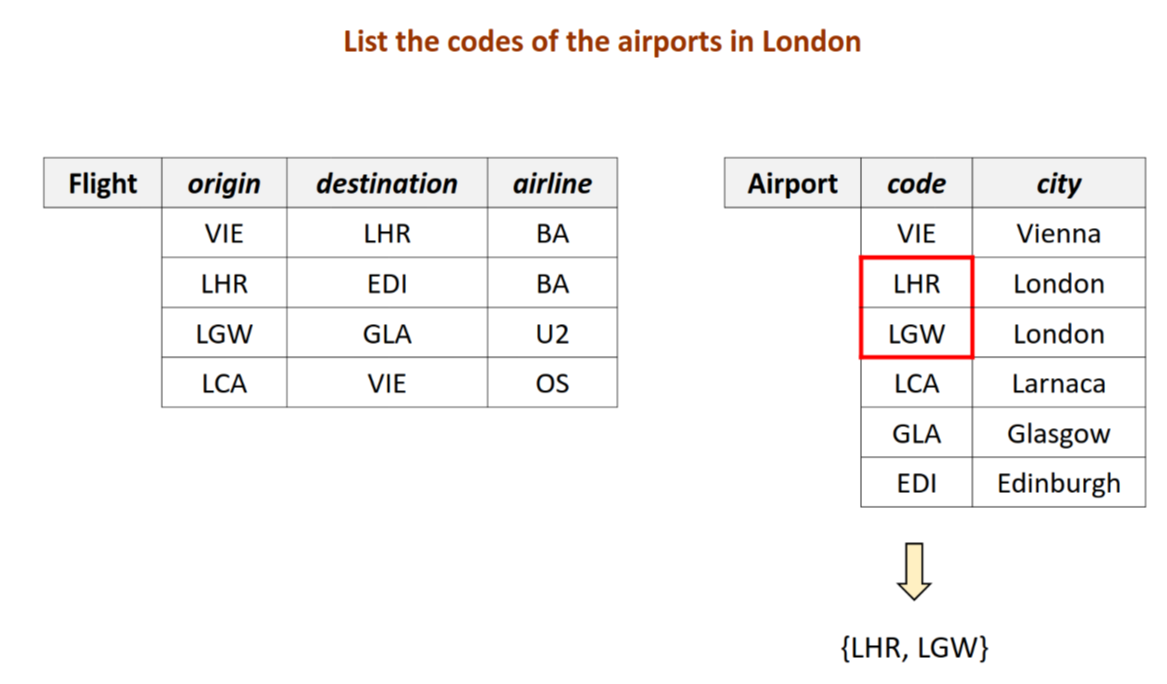 List the codes of the airports in London
Flight origin destination airline
VIE LHR BA
LHR EDI BA
LGW GLA U2
LCA VIE OS
Airport code city
VIE Vienna
LHR London
LGW London
LCA Larnaca
GLA Glasgow
EDI Edinburgh
{LHR, LGW}